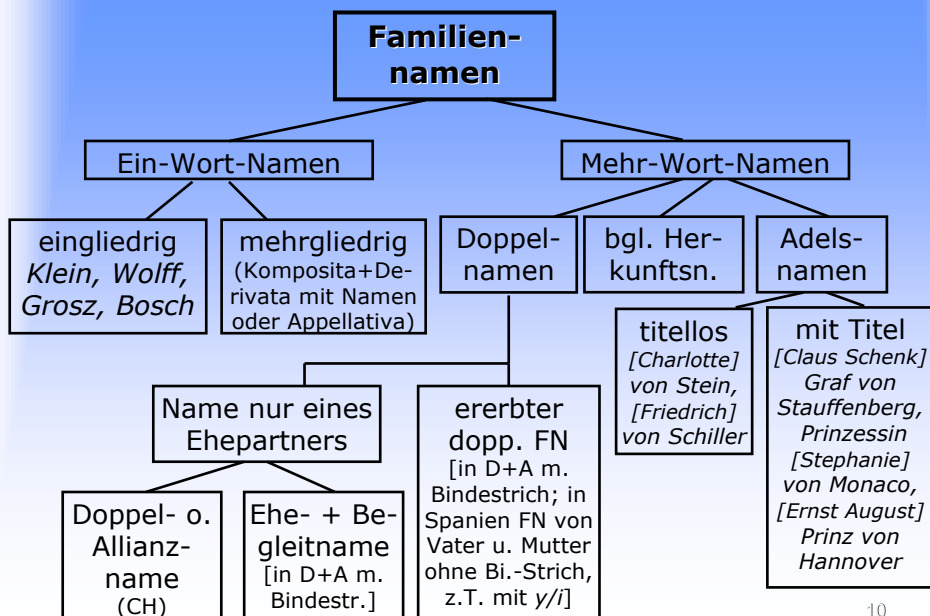 Familien-
namen
Ein-Wort-Namen
Mehr-Wort-Namen
eingliedrig
Klein, Wolff,
Grosz, Bosch
mehrgliedrig
(Komposita+De-
rivata mit Namen
oder Appellativa)
Doppel-
namen
bgl. Her-
kunftsn.
Adels-
namen
titellos
[Charlotte]
von Stein,
[Friedrich]
von Schiller
mit Titel
[Claus Schenk]
Graf von
Stauffenberg,
Prinzessin
[Stephanie]
von Monaco,
[Ernst August]
Prinz von
Hannover
Name nur eines
Ehepartners
ererbter
dopp. FN
[in D+A m.
Bindestrich; in
Spanien FN von
Vater u. Mutter
ohne Bi.-Strich,
z.T. mit y/i]
Doppel- o.
Allianz-
name
(CH)
Ehe- + Be-
gleitname
[in D+A m.
Bindestr.]
10